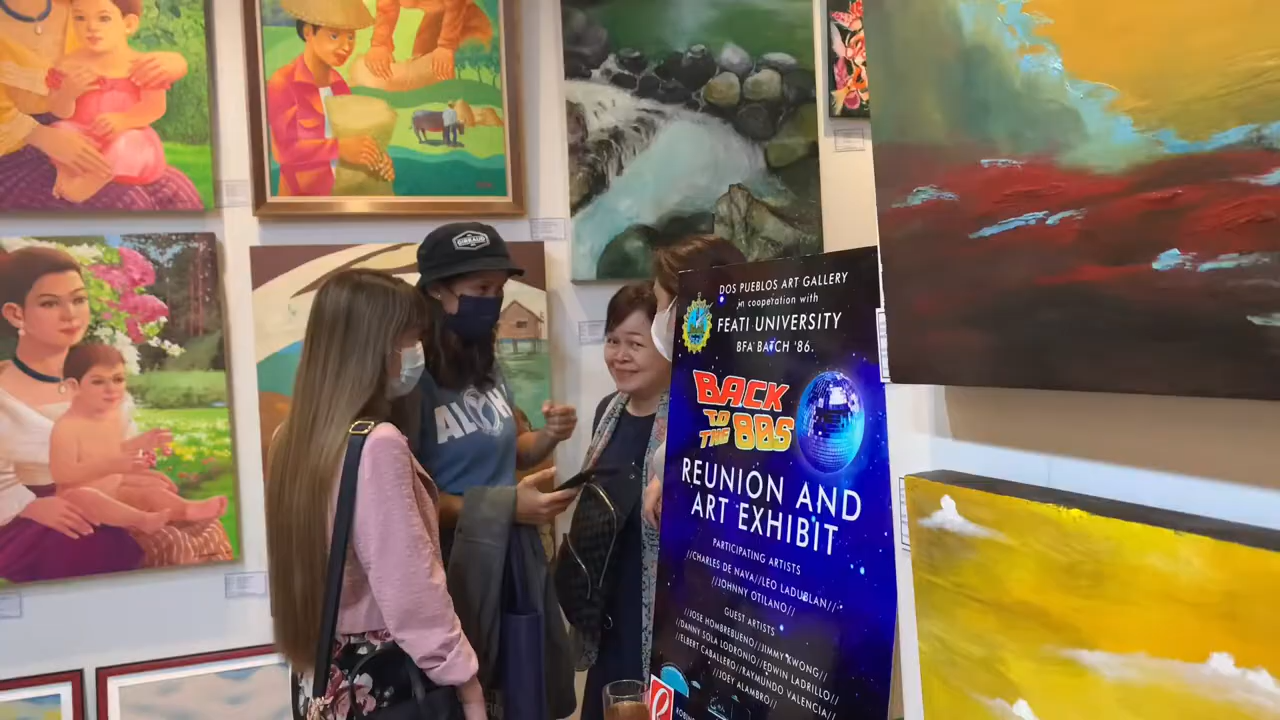 GIRBAUD
ALOH
DOS PUEBLOS ART GALLERY
in cooperation with
FEATI UNIVERSITY
BFA BATCH '86.
BACK
TO
THE 80S
REUNION AND
ART EXHIBIT
PARTICIPATING ARTISTS
//CHARLES DE NAVA//LEO LADUBLAN//
//JOHNNY OTILANO//
GUEST ARTISTS
//JOSE HOMBREBUENO//JIMMY KWONG//
//DANNY SOLA LODRONIO//EDWIN LADRILLO//
//ELBERT CABALLERO//RAYMUNDO VALENCIA//
//JOEY ALAMBRO//